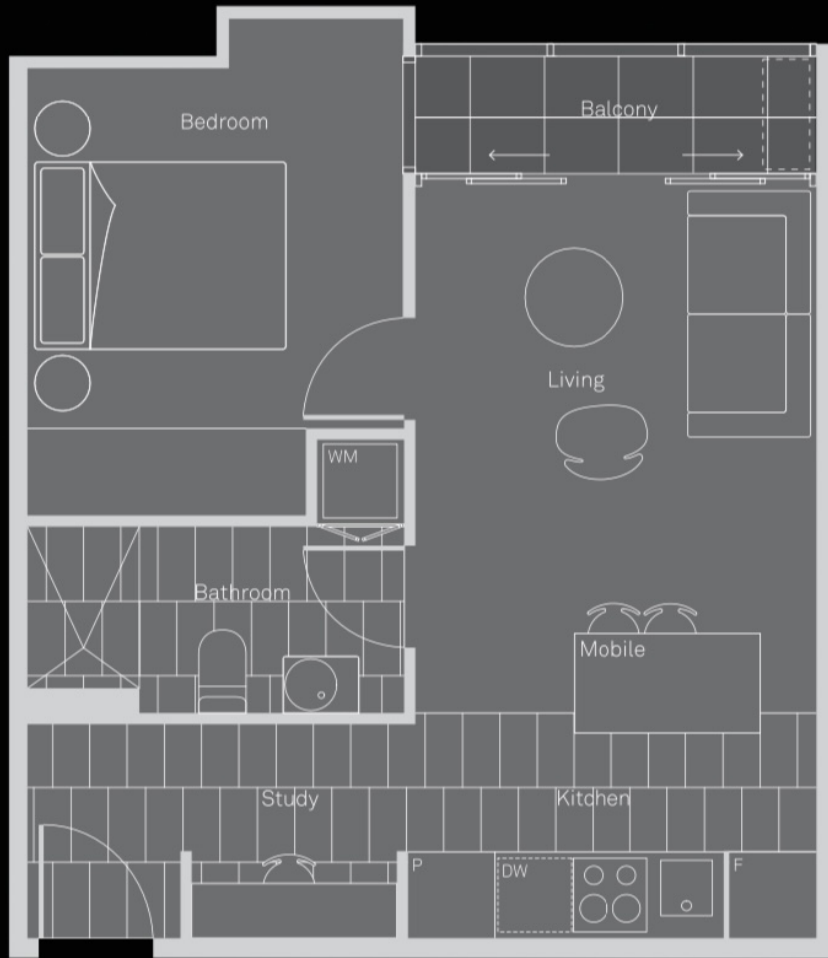 Bedroom
Balcony
Living
WM
Bathroom
Mobile
Study
Kitchen
P
DW
F